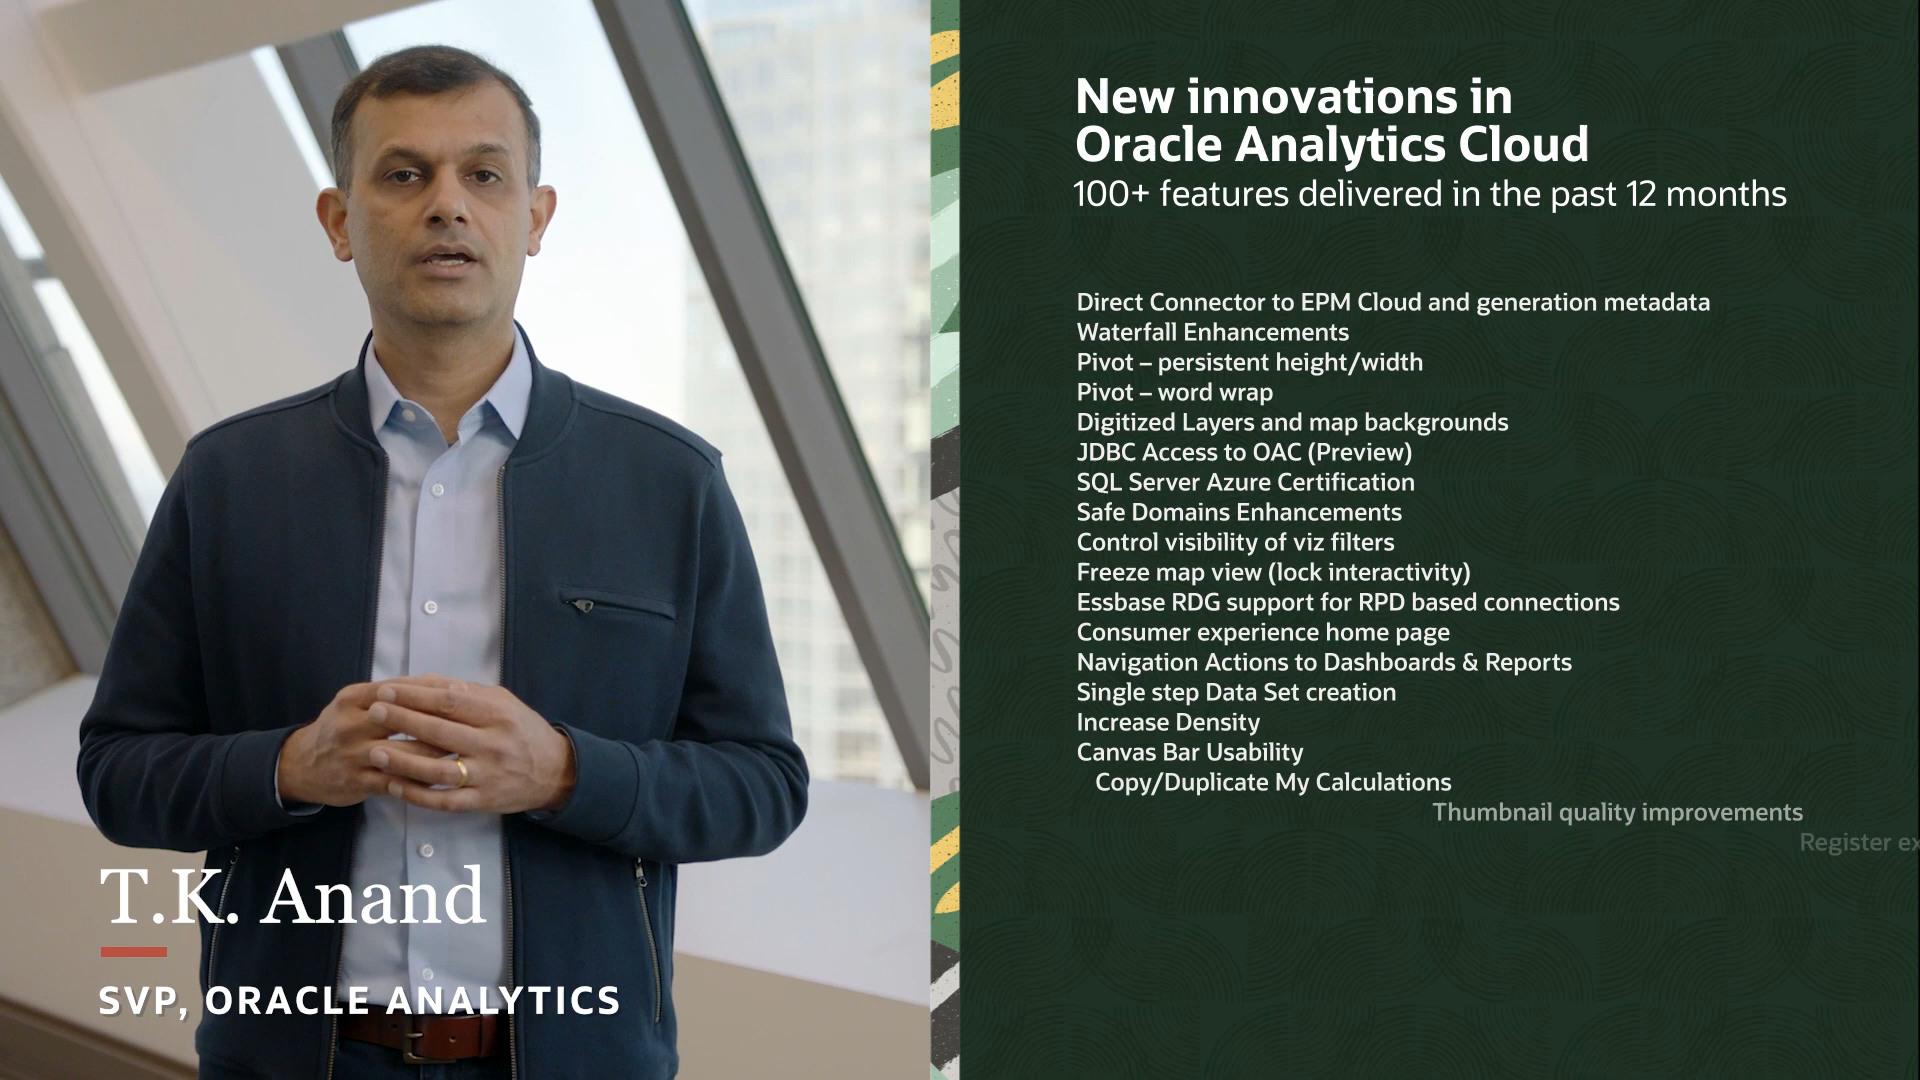 New innovations in
Oracle Analytics Cloud
100+ features delivered in the past 12 months
Direct Connector to EPM Cloud and generation metadata
Waterfall Enhancements
Pivot – persistent height/width
Pivot – word wrap
Digitized Layers and map backgrounds
JDBC Access to OAC (Preview)
SQL Server Azure Certification
Safe Domains Enhancements
Control visibility of viz filters
Freeze map view (lock interactivity)
Essbase RDG support for RPD based connections
Consumer experience home page
Navigation Actions to Dashboards & Reports
Single step Data Set creation
Increase Density
Canvas Bar Usability
Copy/Duplicate My Calculations
Thumbnail quality improvements
Register
T.K. Anand
SVP, ORACLE ANALYTICS